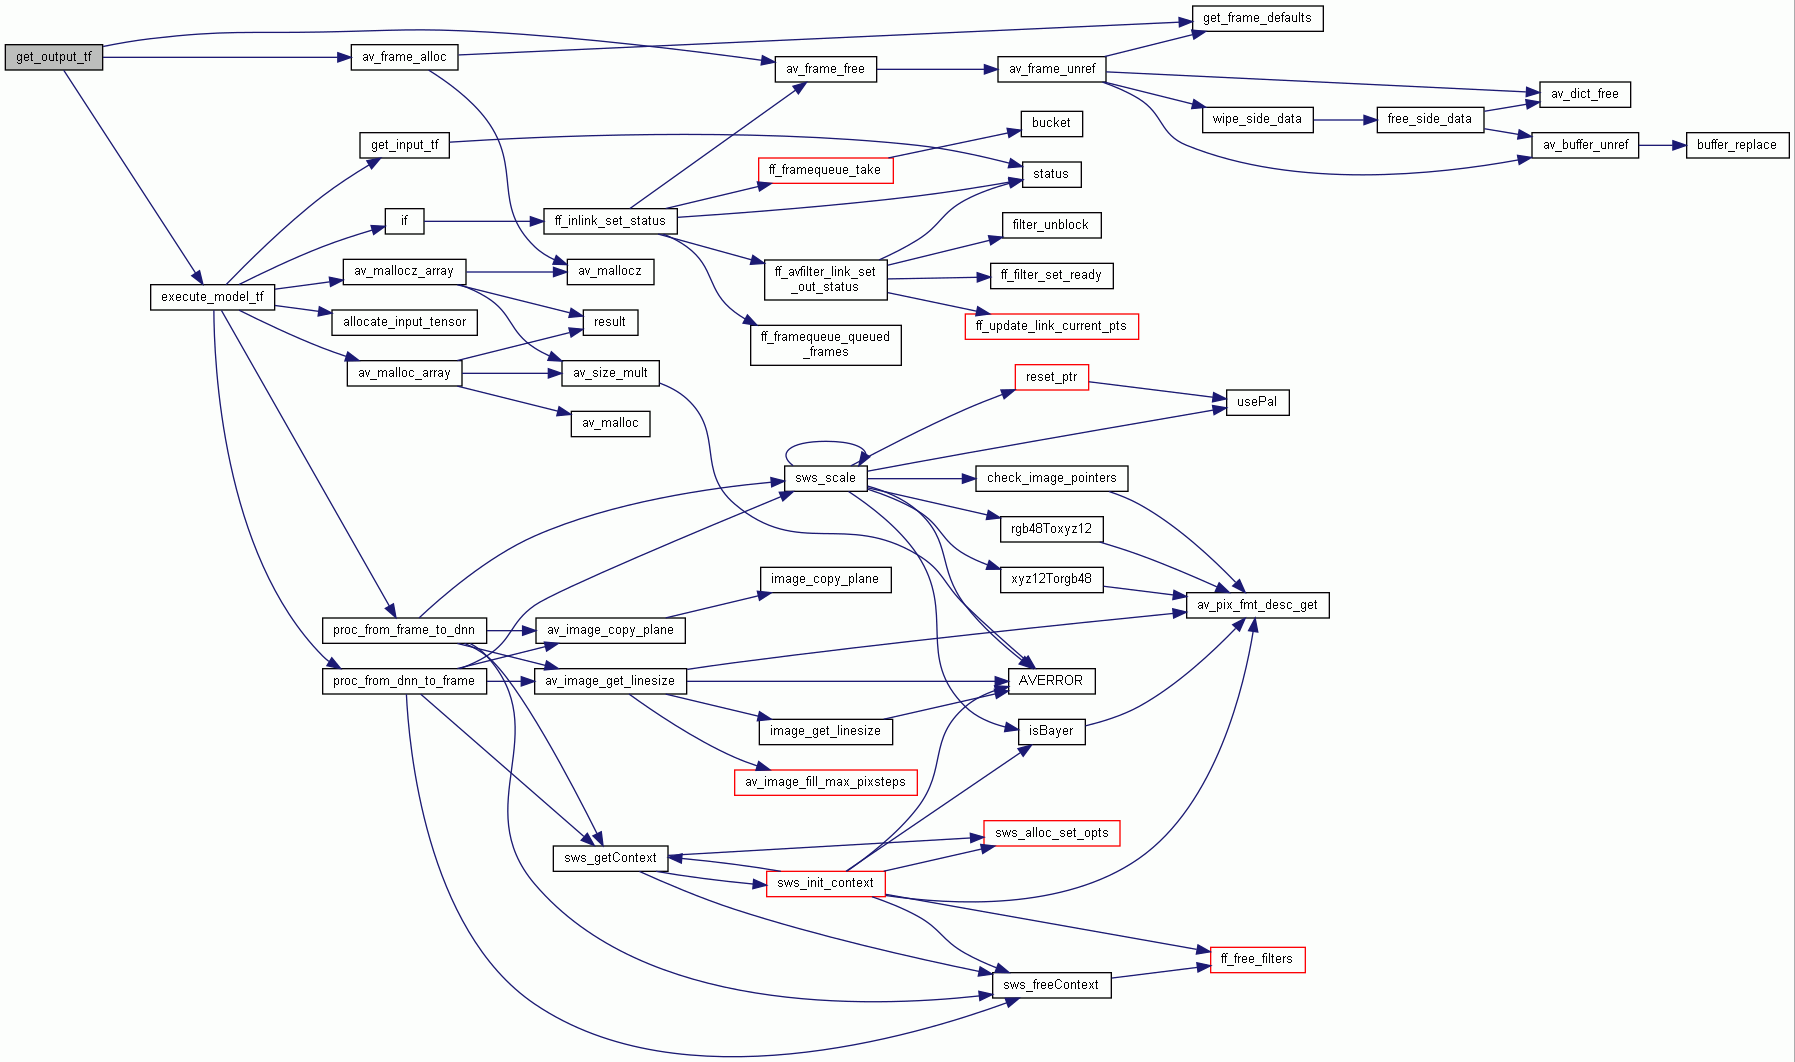 get_frame_defaults
get_output_tf
av_frame_alloc
av_frame_free
av_frame_unref
av_dict_free
bucket
wipe_side_data
free_side_data
get_input_tf
av_buffer_unref
buffer_replace
ff_framequeue_take
status
if
ff_inlink_set_status
filter_unblock
av_mallocz_array
av_mallocz
ff_avfilter_link_set
_out_status
ff_filter_set_ready
execute_model_tf
allocate_input_tensor
result
ff_update_link_current_pts
ff_framequeue_queued
_frames
av_malloc_array
av_size_mult
reset_ptr
usePal
av_malloc
sws_scale
check_image_pointers
rgb48Toxyz12
image_copy_plane
xyz12Torgb48
av_pix_fmt_desc_get
proc_from_frame_to_dnn
av_image_copy_plane
proc_from_dnn_to_frame
av_image_get_linesize
AVERROR
image_get_linesize
isBayer
av_image_fill_max_pixsteps
sws_alloc_set_opts
sws_getContext
sws_init_context
ff_free_filters
sws_freeContext